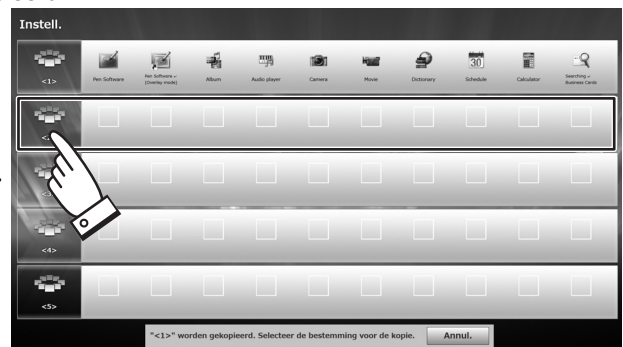 Instell.
<1>
Pen Software
Pen Software
(Overlay mode)
Album
Audio player
Camera
Movie
Dictionary
30
Schedule
Calculator
Searching
Business Cards
<4>
<5>
"<1>" worden gekopieerd. Selecteer de bestemming voor de kopie.
Annul.